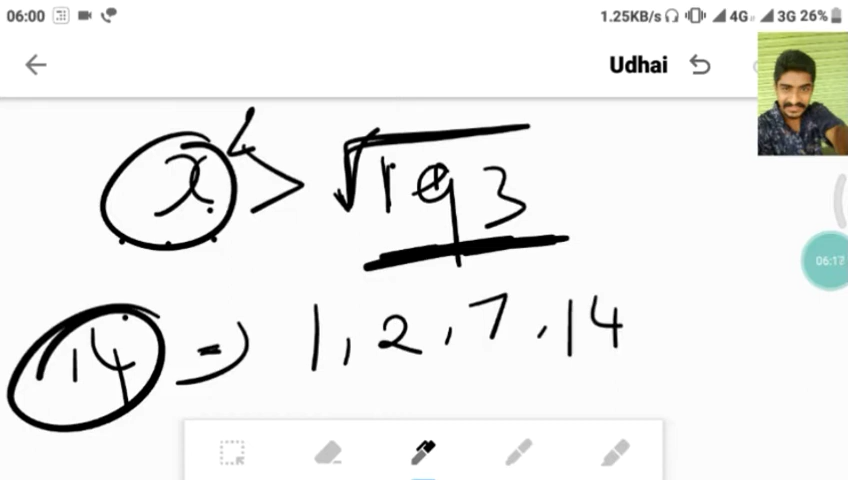 06:00 1.25KB/s 4G 3G 26%
Udhai
x > √193
14 ⇒ 1, 2, 7, 14
06:17